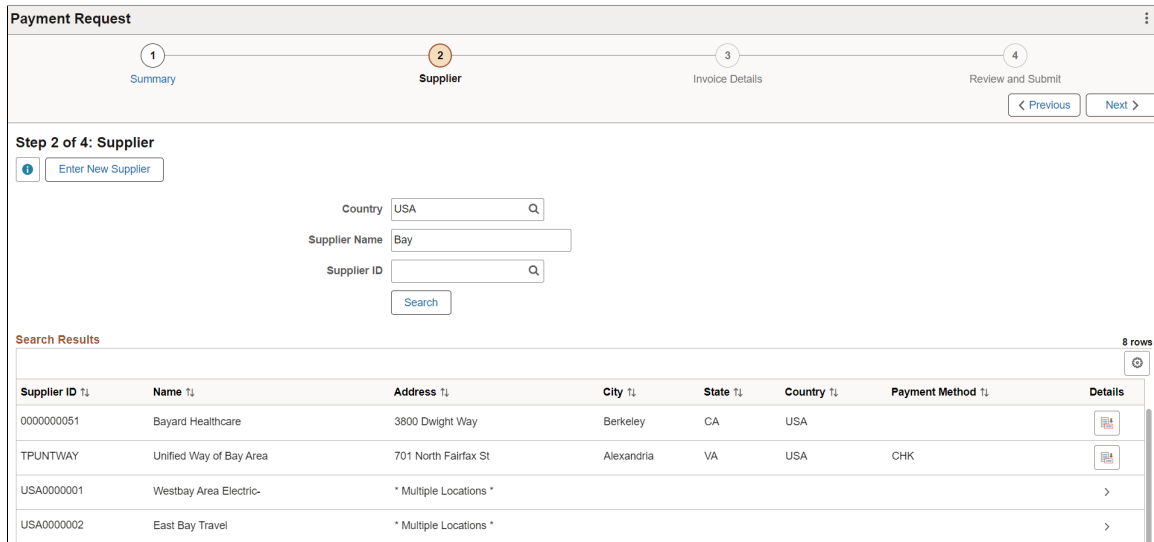 Payment Request
1 2 3 4
Summary Supplier Invoice Details Review and Submit
Previous Next
Step 2 of 4: Supplier
Enter New Supplier
Country USA
Supplier Name Bay
Supplier ID
Search
Search Results 8 rows
Supplier ID Name Address City State Country Payment Method Details
0000000051 Bayard Healthcare 3800 Dwight Way Berkeley CA USA
TPUNTWAY Unified Way of Bay Area 701 North Fairfax St Alexandria VA USA CHK
USA0000001 Westbay Area Electric- * Multiple Locations *
USA0000002 East Bay Travel * Multiple Locations *